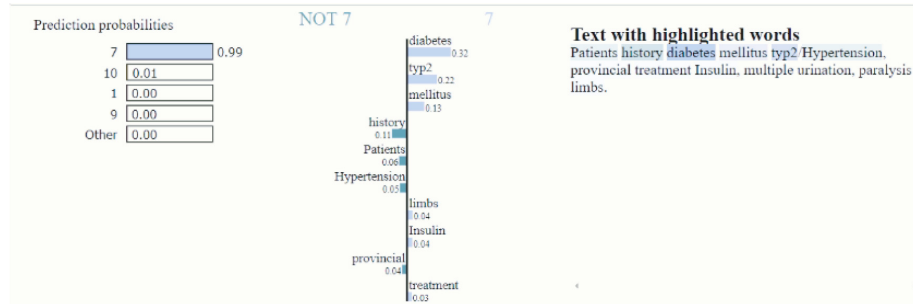 Prediction probabilities
7 0.99
10 0.01
1 0.00
9 0.00
Other 0.00
NOT 7 7
diabetes
0.32
typ2
0.22
mellitus
0.13
history
0.11
Patients
0.06
Hypertension
0.05
limbs
0.04
Insulin
0.04
provincial
0.04
treatment
0.03
Text with highlighted words
Patients history diabetes mellitus typ2/Hypertension,
provincial treatment Insulin, multiple urination, paralysis
limbs.